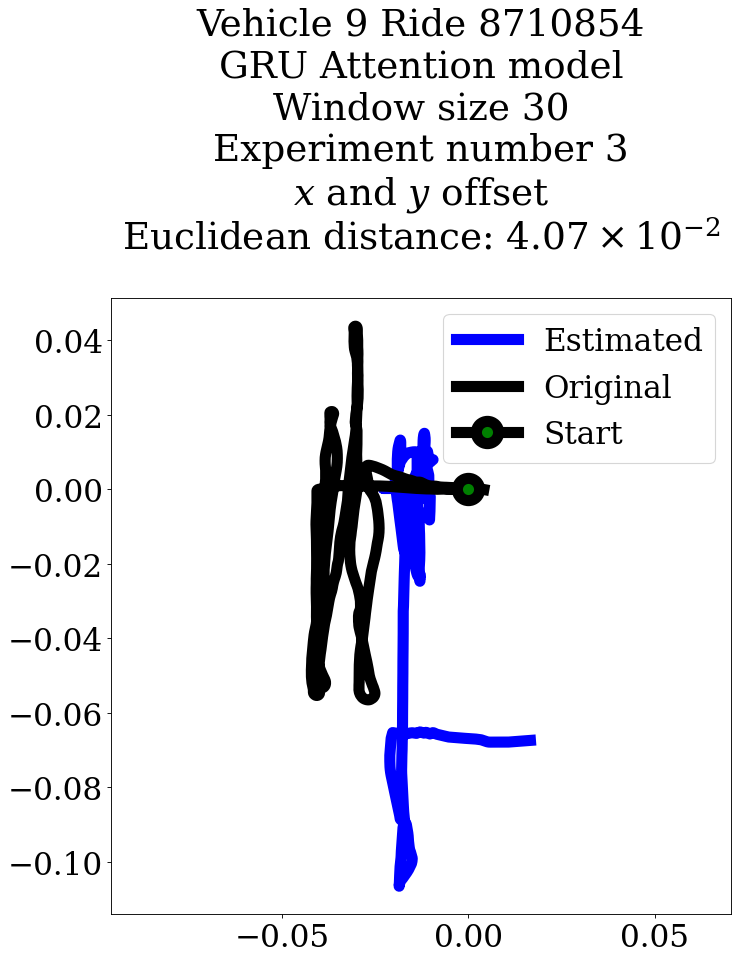 Vehicle 9 Ride 8710854
GRU Attention model
Window size 30
Experiment number 3
x and y offset
Euclidean distance: 4.07 × 10⁻²
Estimated
Original
Start
0.04
0.02
0.00
−0.02
−0.04
−0.06
−0.08
−0.10
−0.05
0.00
0.05